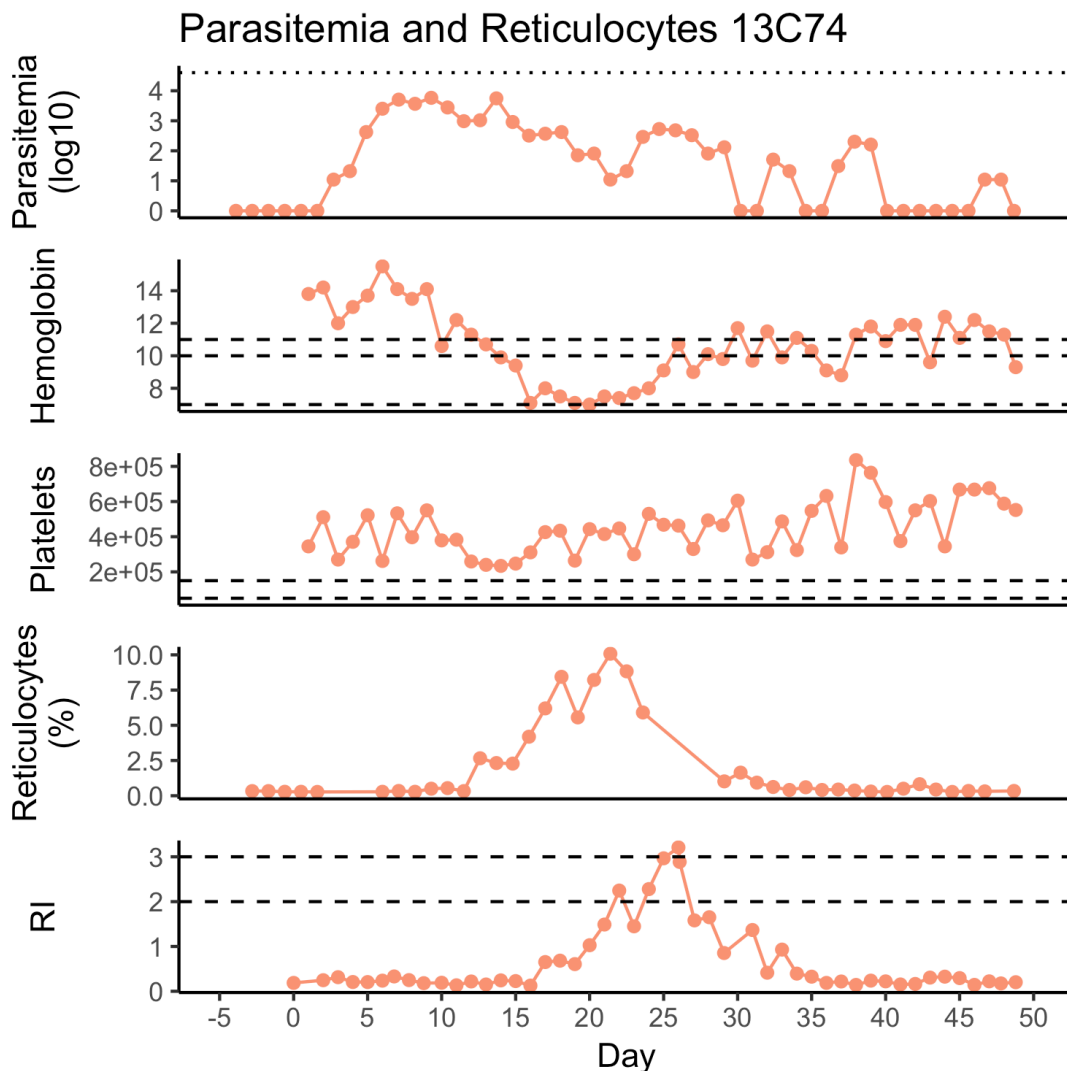 Parasitemia and Reticulocytes 13C74
Parasitemia
(log10)
4
3
2
1
0
Hemoglobin
14
12
10
8
Platelets
8e+05
6e+05
4e+05
2e+05
Reticulocytes
(%)
10.0
7.5
5.0
2.5
0.0
RI
3
2
1
0
-5 0 5 10 15 20 25 30 35 40 45 50
Day